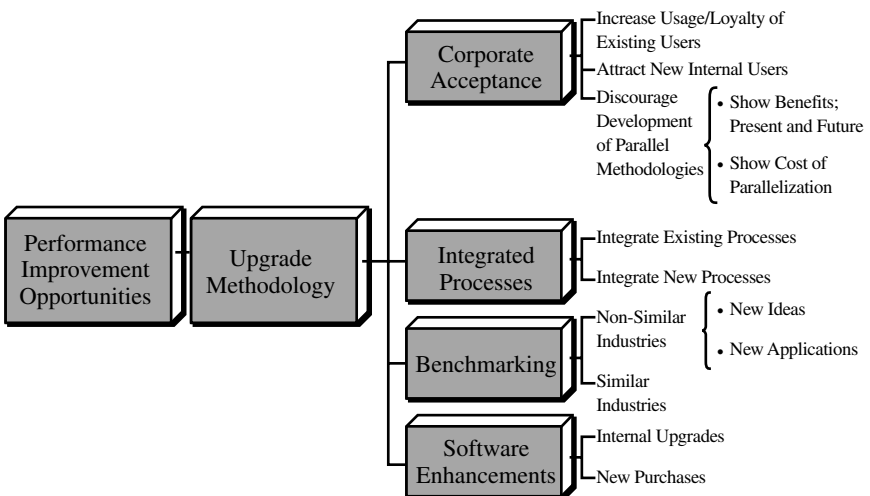 Performance
Improvement
Opportunities
Upgrade
Methodology
Corporate
Acceptance
Increase Usage/Loyalty of
Existing Users
Attract New Internal Users
Discourage
Development
of Parallel
Methodologies
• Show Benefits;
Present and Future
• Show Cost of
Parallelization
Integrated
Processes
Integrate Existing Processes
Integrate New Processes
Benchmarking
Non-Similar
Industries
• New Ideas
• New Applications
Similar
Industries
Software
Enhancements
Internal Upgrades
New Purchases